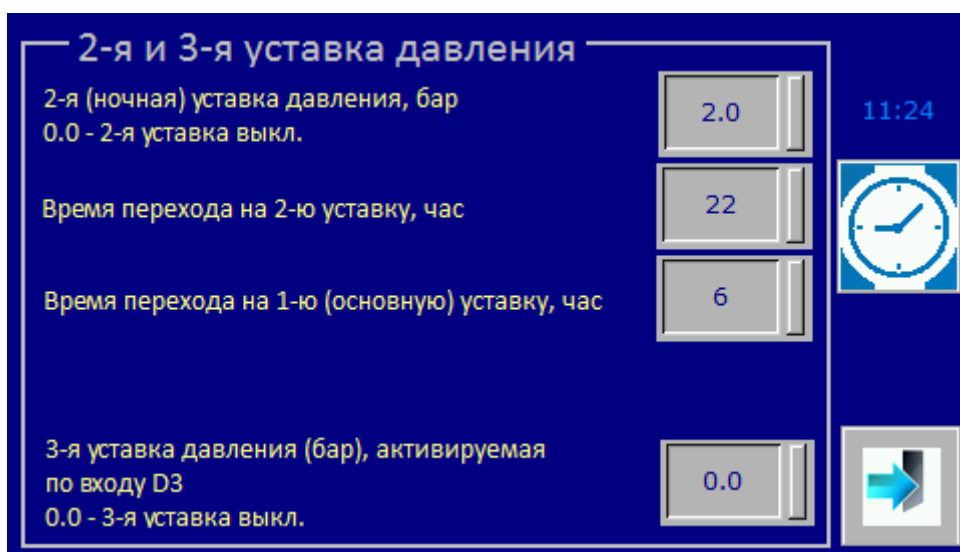 2-я и 3-я уставка давления
2-я (ночная) уставка давления, бар
0.0 - 2-я уставка выкл.
2.0
11:24
Время перехода на 2-ю уставку, час
22
Время перехода на 1-ю (основную) уставку, час
6
3-я уставка давления (бар), активируемая
по входу D3
0.0 - 3-я уставка выкл.
0.0